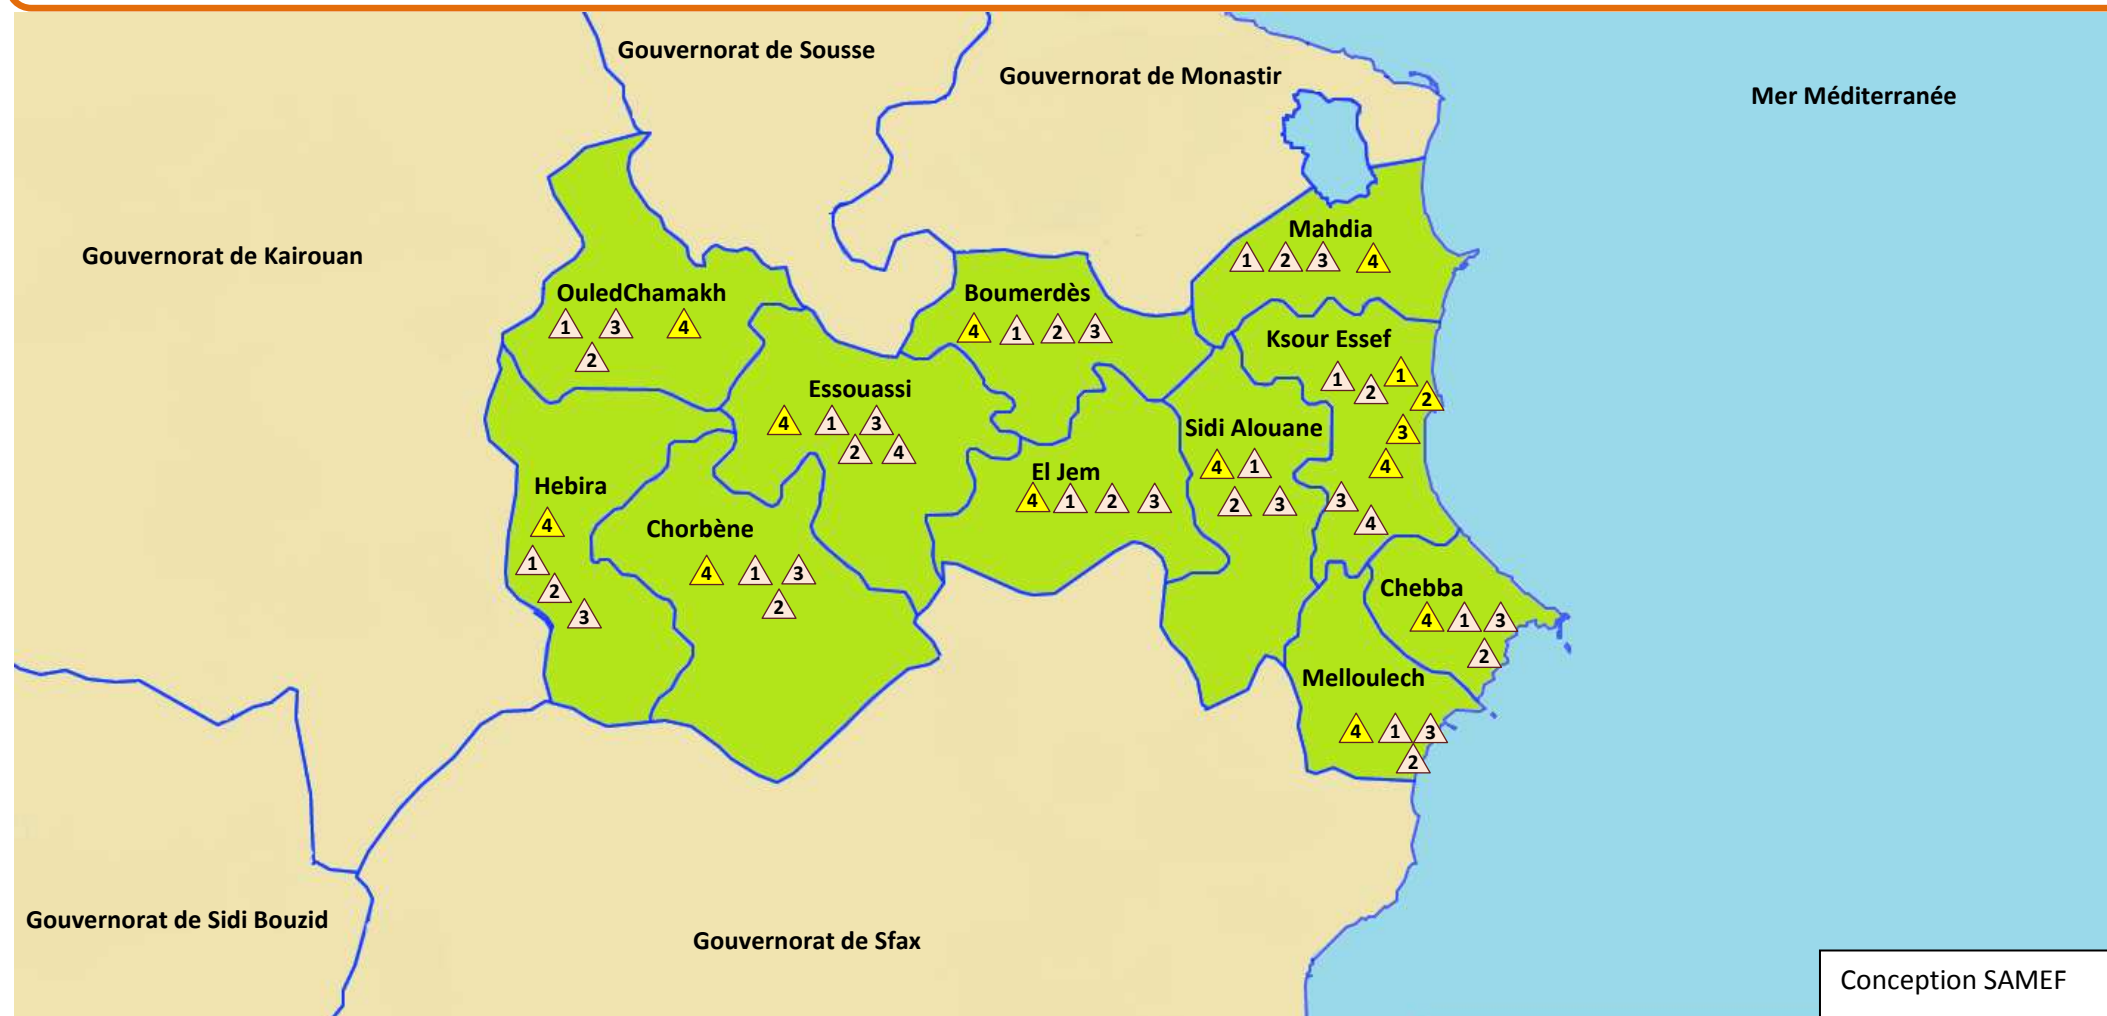 Gouvernorat de Sousse
Gouvernorat de Monastir
Mer Méditerranée
Gouvernorat de Kairouan
Mahdia
1 2 3 4
OuledChamakh
1 3 4
2
Boumerdès
4 1 2 3
Ksour Essef
1 2 1 2
3
4
3
4
Essouassi
4 1 3
2 4
Sidi Alouane
4 1
2 3
El Jem
4 1 2 3
Hebira
4
1
2
3
Chorbène
4 1 3
2
Chebba
4 1 3
2
Melloulech
4 1 3
2
Gouvernorat de Sidi Bouzid
Gouvernorat de Sfax
Conception SAMEF